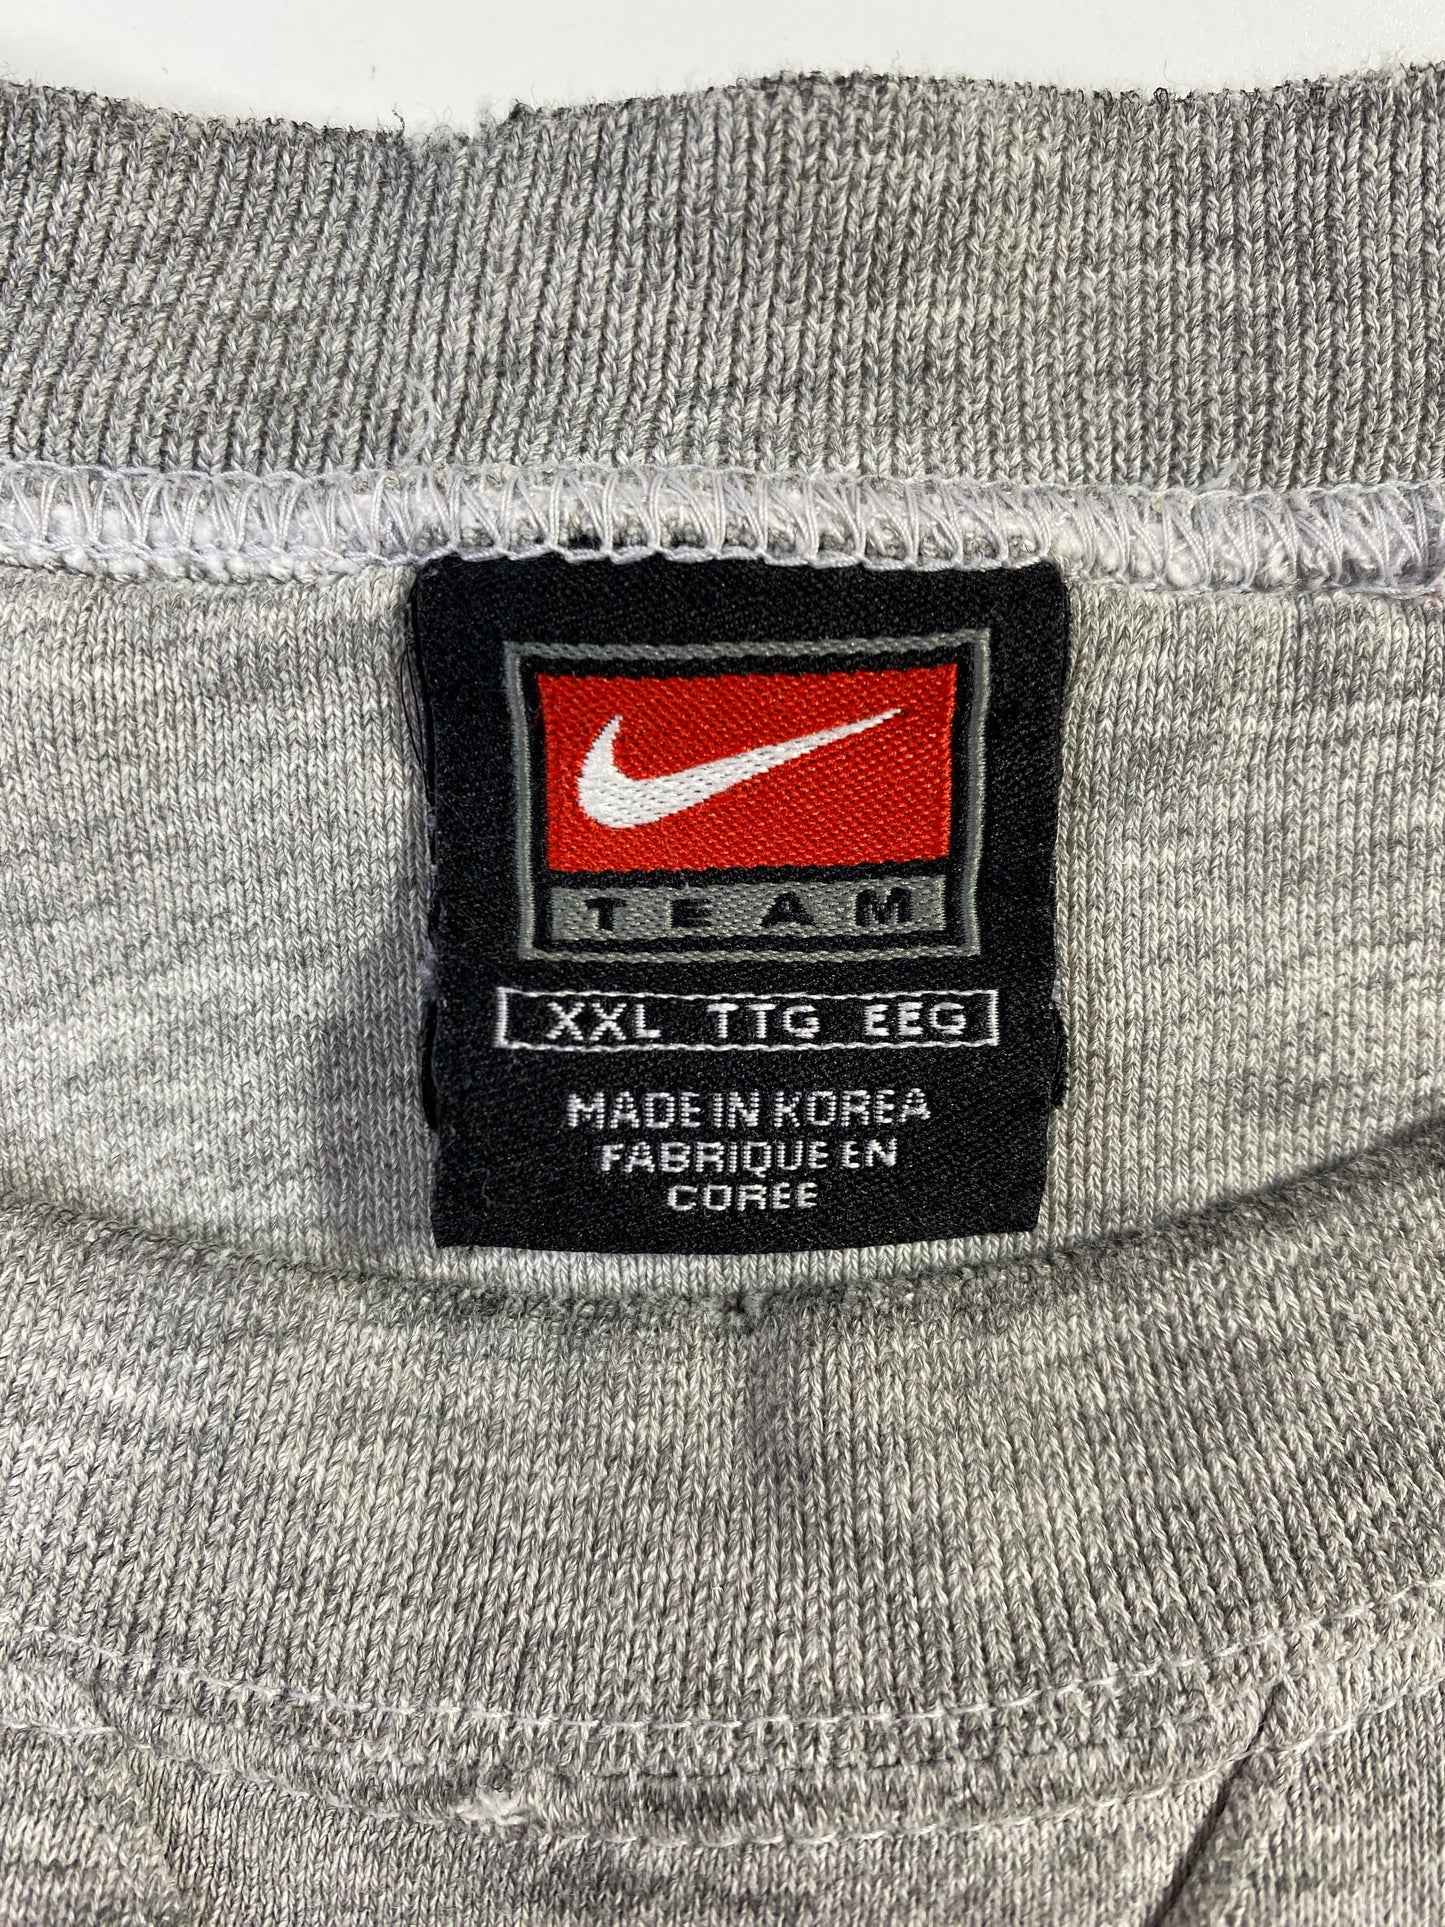 TEAM
XXL TTG EEG
MADE IN KOREA
FABRIQUE EN
COREE